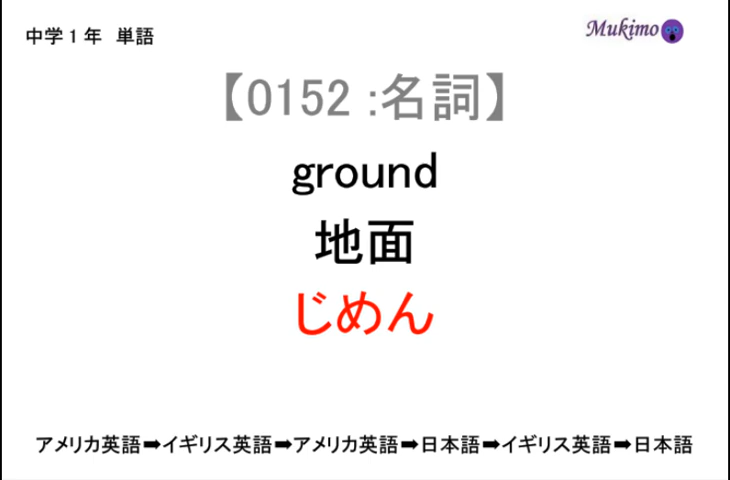 中学１年 単語
Mukimo
【0152 :名詞】
ground
地面
じめん
アメリカ英語➡イギリス英語➡アメリカ英語➡日本語➡イギリス英語➡日本語